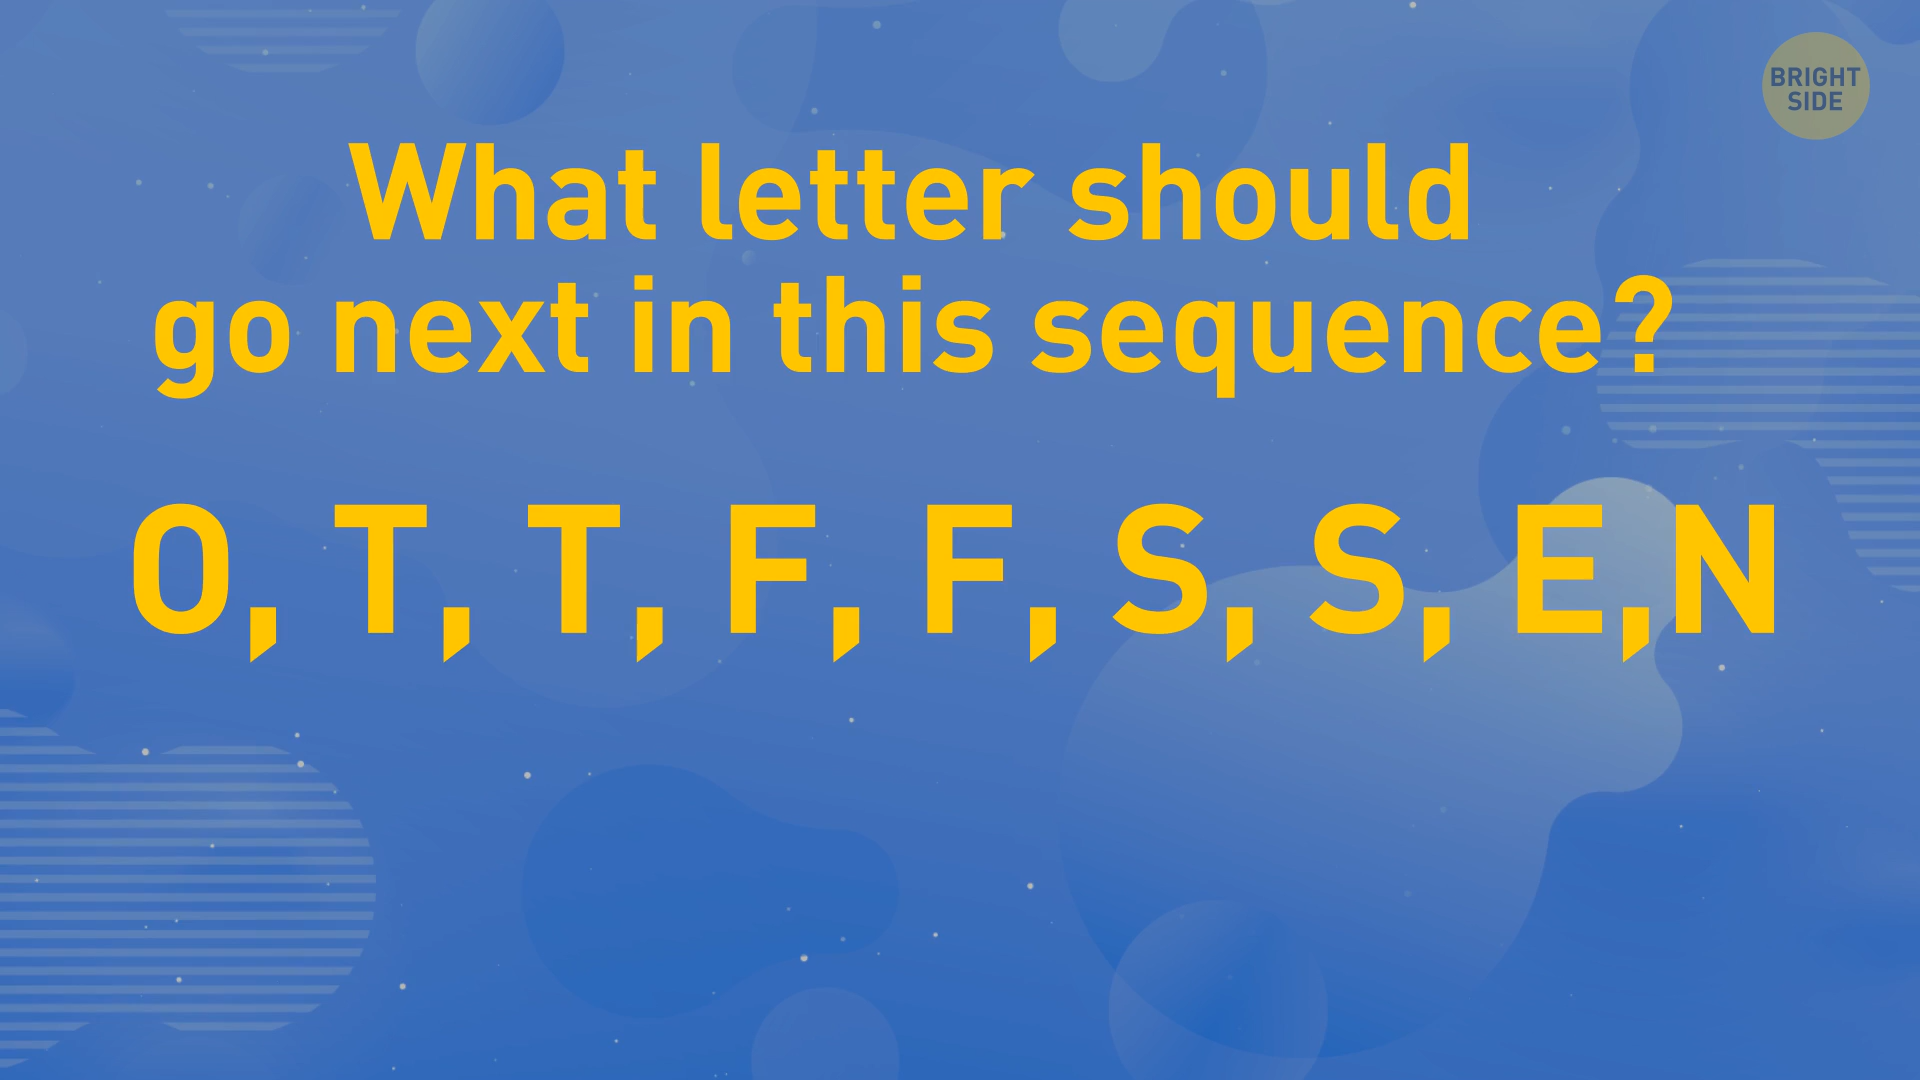 BRIGHT
SIDE
What letter should
go next in this sequence?
O, T, T, F, F, S, S, E,N